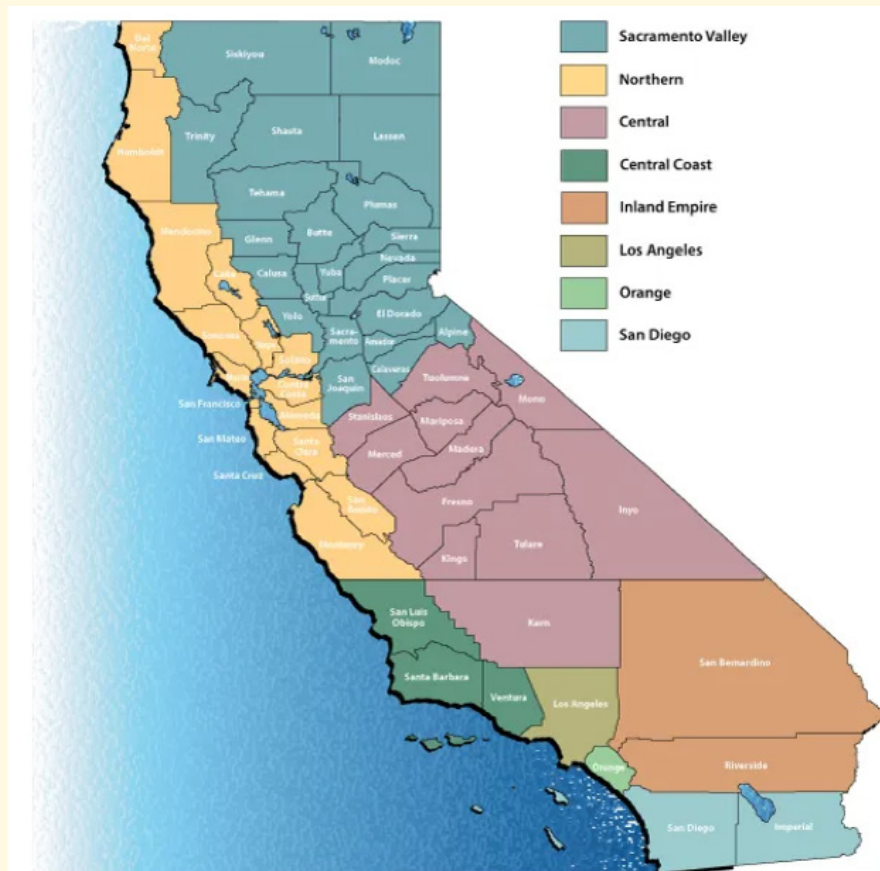 Del
Norte
Siskiyou
Modoc
Humboldt
Trinity
Shasta
Lassen
Tehama
Plumas
Mendocino
Glenn
Butte
Sierra
Nevada
Lake
Colusa
Yuba
Placer
Sutter
El Dorado
Yolo
Sonoma
Napa
Sacra-
mento
Amador
Alpine
Solano
Calaveras
San
Joaquin
Tuolumne
Contra
Costa
San Francisco
Alameda
Stanislaus
Mono
Mariposa
San Mateo
Santa
Clara
Merced
Madera
Santa Cruz
San
Benito
Fresno
Inyo
Monterey
Kings
Tulare
San Luis
Obispo
Kern
San Bernardino
Santa Barbara
Ventura
Los Angeles
Orange
Riverside
San Diego
Imperial
Sacramento Valley
Northern
Central
Central Coast
Inland Empire
Los Angeles
Orange
San Diego